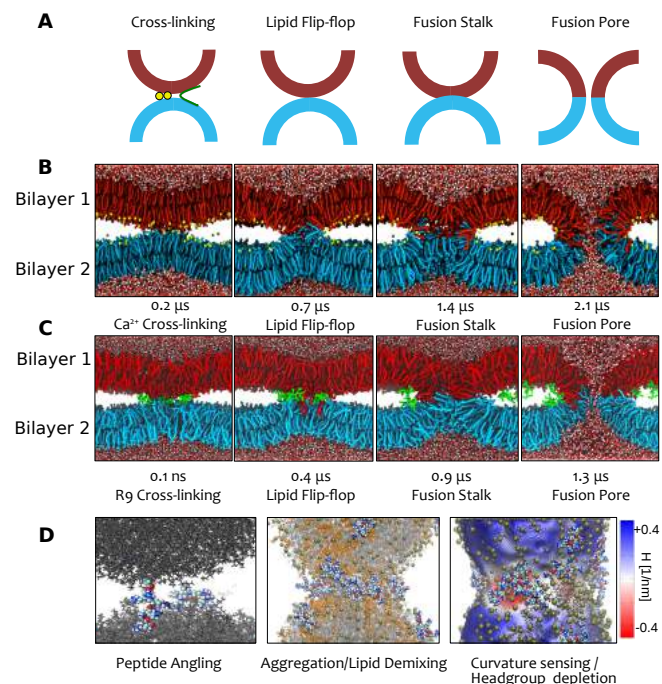 A
Cross-linking Lipid Flip-flop Fusion Stalk Fusion Pore
B
Bilayer 1
Bilayer 2
0.2 µs 0.7 µs 1.4 µs 2.1 µs
Ca²⁺ Cross-linking Lipid Flip-flop Fusion Stalk Fusion Pore
C
Bilayer 1
Bilayer 2
0.1 ns 0.4 µs 0.9 µs 1.3 µs
R9 Cross-linking Lipid Flip-flop Fusion Stalk Fusion Pore
D
+0.4
H [1/nm]
-0.4
Peptide Angling Aggregation/Lipid Demixing Curvature sensing /
Headgroup depletion